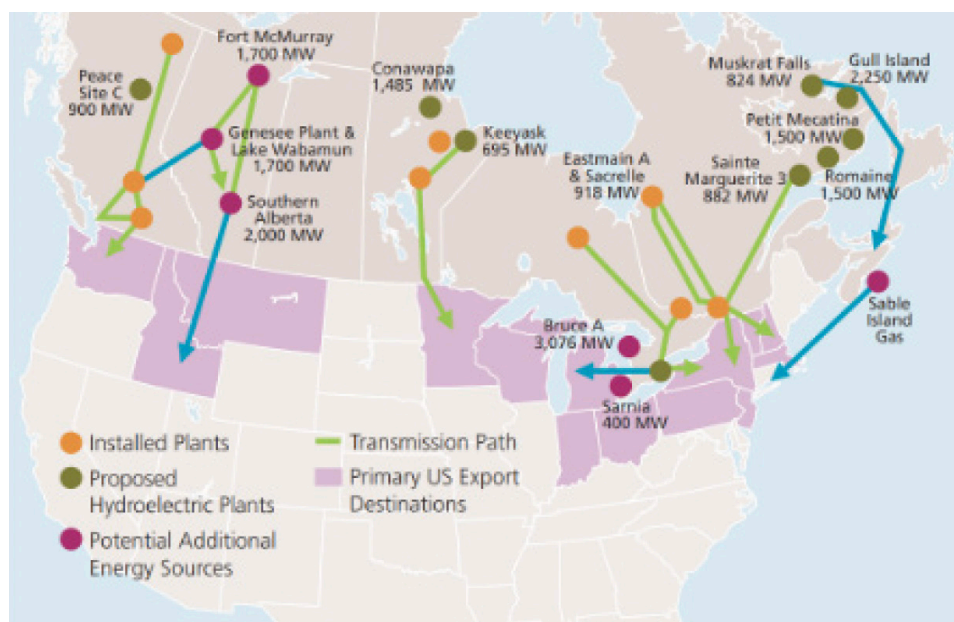 Fort McMurray
1,700 MW
Peace
Site C
900 MW
Genesee Plant &
Lake Wabamun
1,700 MW
Southern
Alberta
2,000 MW
Conawapa
1,485 MW
Keeyask
695 MW
Eastmain A
& Sacrelle
918 MW
Muskrat Falls
824 MW
Gull Island
2,250 MW
Petit Mecatina
1,500 MW
Sainte
Marguerite 3
882 MW
Romaine
1,500 MW
Sable
Island
Gas
Bruce A
3,076 MW
Sarnia
400 MW
Installed Plants
Proposed
Hydroelectric Plants
Potential Additional
Energy Sources
Transmission Path
Primary US Export
Destinations